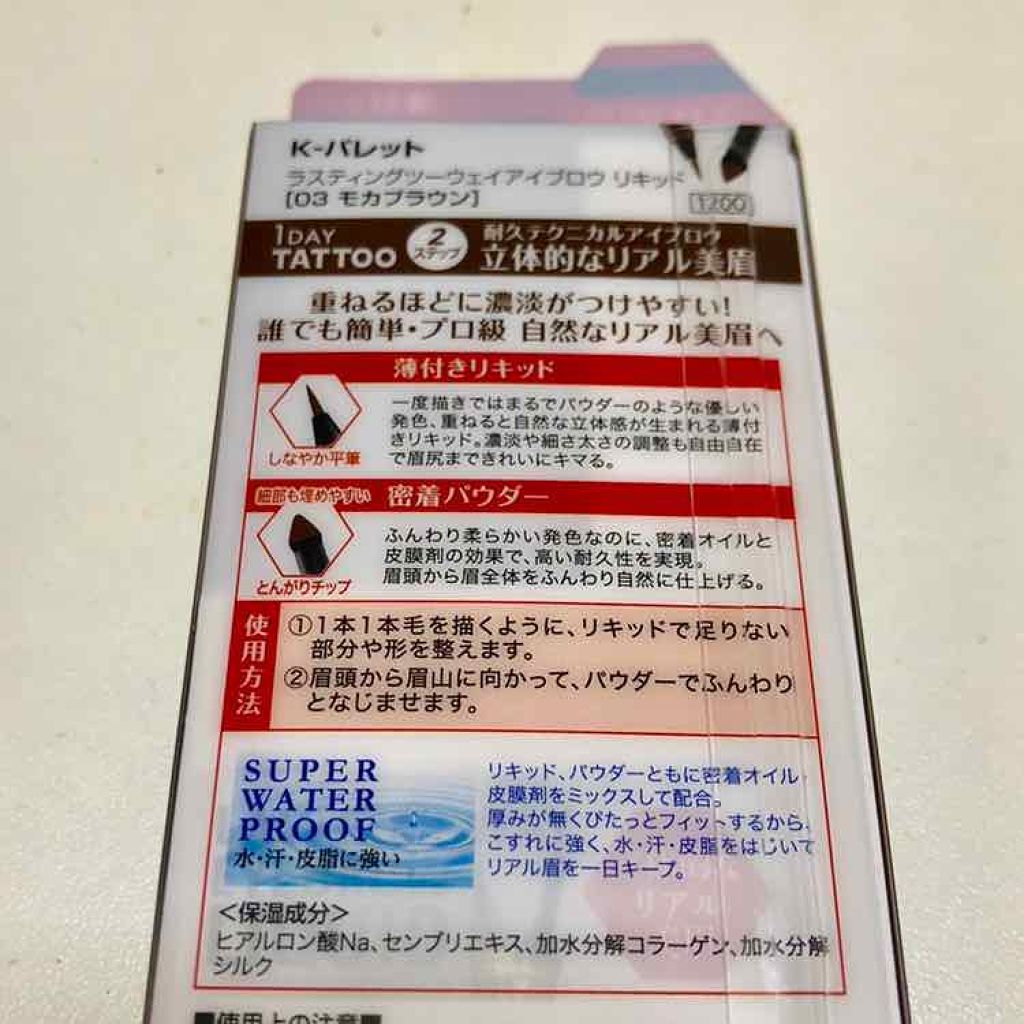 K-パレット
ラスティングツーウェイアイブロウ リキッド
[03 モカブラウン]
1200
1DAY
TATTOO
2
ステップ
耐久テクニカルアイブロウ
立体的なリアル美眉
重ねるほどに濃淡がつけやすい!
誰でも簡単・プロ級 自然なリアル美眉へ
薄付きリキッド
一度描きではまるでパウダーのような優しい
発色、重ねると自然な立体感が生まれる薄付
きリキッド。濃淡や細さ太さの調整も自由自在
で眉尻まできれいにキマる。
しなやか平筆
細部も埋めやすい
密着パウダー
ふんわり柔らかい発色なのに、密着オイルと
皮膜剤の効果で、高い耐久性を実現。
眉頭から眉全体をふんわり自然に仕上げる。
とんがりチップ
使用方法
①1本1本毛を描くように、リキッドで足りない
部分や形を整えます。
②眉頭から眉山に向かって、パウダーでふんわり
となじませます。
SUPER
WATER
PROOF
水・汗・皮脂に強い
リキッド、パウダーともに密着オイル・
皮膜剤をミックスして配合。
厚みが無くぴたっとフィットするから、
こすれに強く、水・汗・皮脂をはじいて
リアル眉を一日キープ。
リアル
<保湿成分>
ヒアルロン酸Na、センブリエキス、加水分解コラーゲン、加水分解
シルク
■使用上の注意■